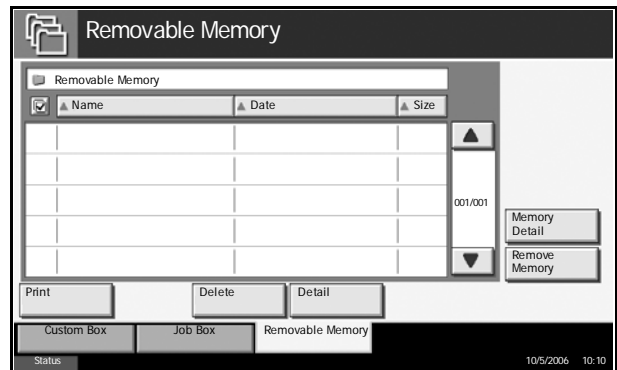 Removable Memory
Removable Memory
Name Date Size
001/001
Memory
Detail
Remove
Memory
Print Delete Detail
Custom Box Job Box Removable Memory
Status 10/5/2006 10:10